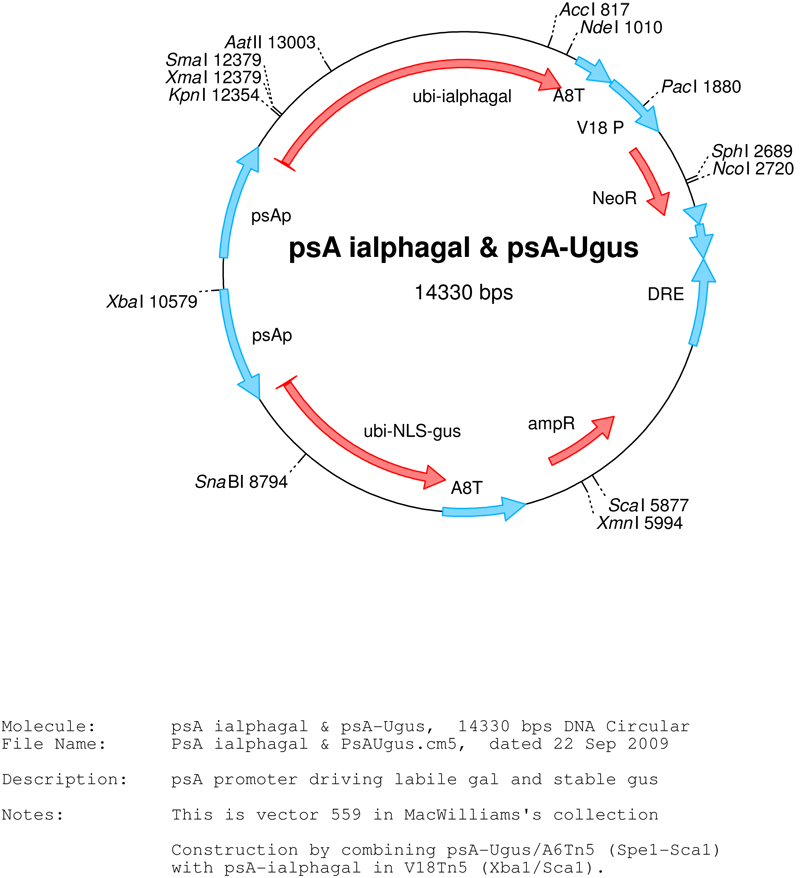 AccI 817
NdeI 1010
AatII 13003
SmaI 12379
XmaI 12379
KpnI 12354
ubi-ialphagal
A8T
PacI 1880
V18 P
SphI 2689
NcoI 2720
NeoR
psAp
psA ialphagal & psA-Ugus
14330 bps
DRE
XbaI 10579
psAp
ampR
ubi-NLS-gus
SnaBI 8794
A8T
ScaI 5877
XmnI 5994
Molecule: psA ialphagal & psA-Ugus, 14330 bps DNA Circular
File Name: PsA ialphagal & PsAUgus.cm5, dated 22 Sep 2009
Description: psA promoter driving labile gal and stable gus
Notes: This is vector 559 in MacWilliams's collection
Construction by combining psA-Ugus/A6Tn5 (Spe1-Sca1)
with psA-ialphagal in V18Tn5 (Xba1/Sca1).